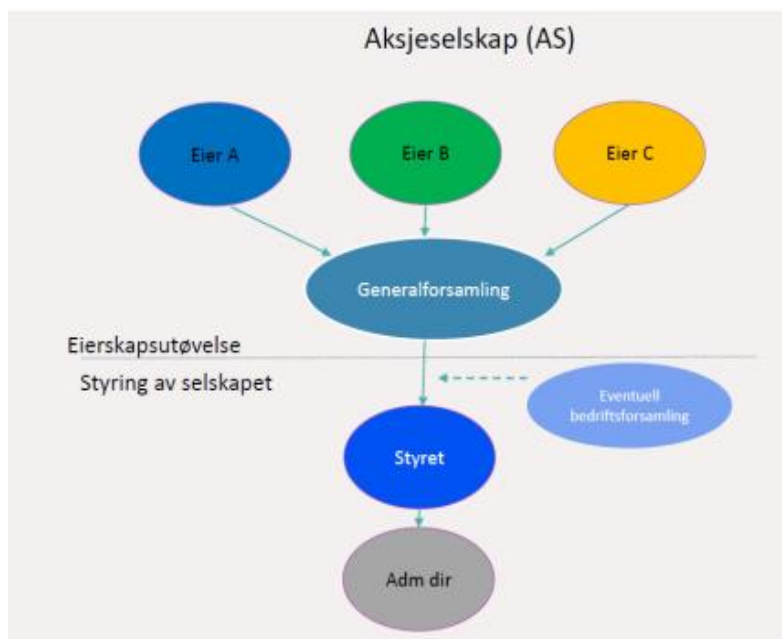 Aksjeselskap (AS)
Eier A
Eier B
Eier C
Generalforsamling
Eierskapsutøvelse
Styring av selskapet
Eventuell
bedriftsforsamling
Styret
Adm dir